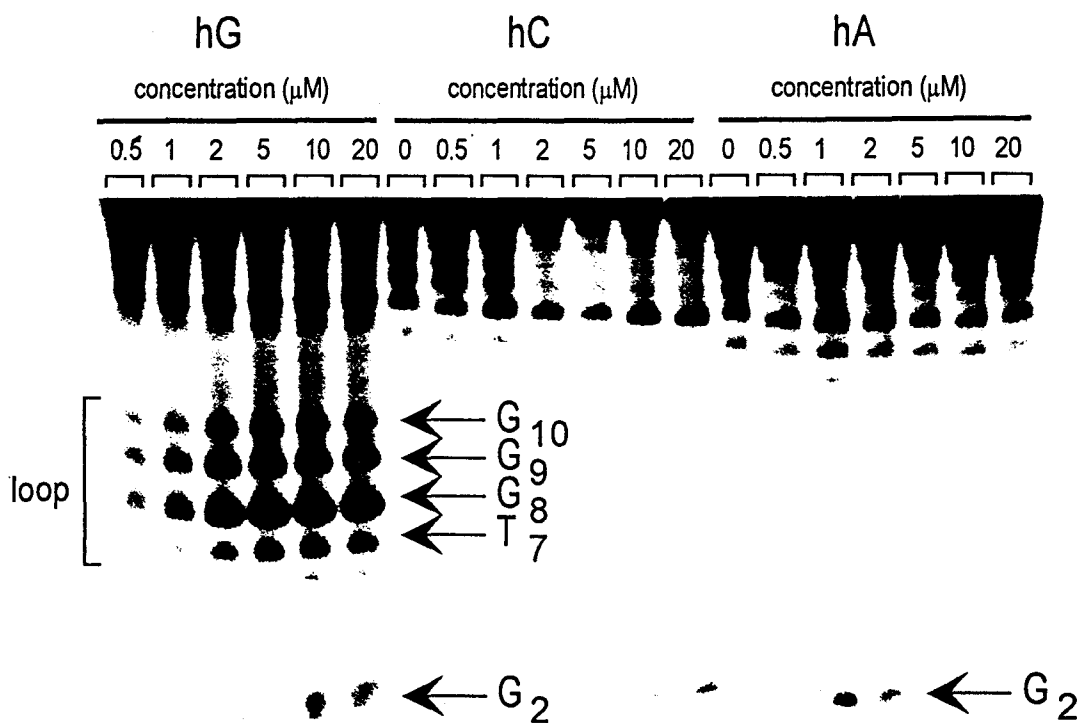 hG hC hA
concentration (μM) concentration (μM) concentration (μM)
0.5 1 2 5 10 20 0 0.5 1 2 5 10 20 0 0.5 1 2 5 10 20
G10
G9
loop
G8
T7
G2 G2